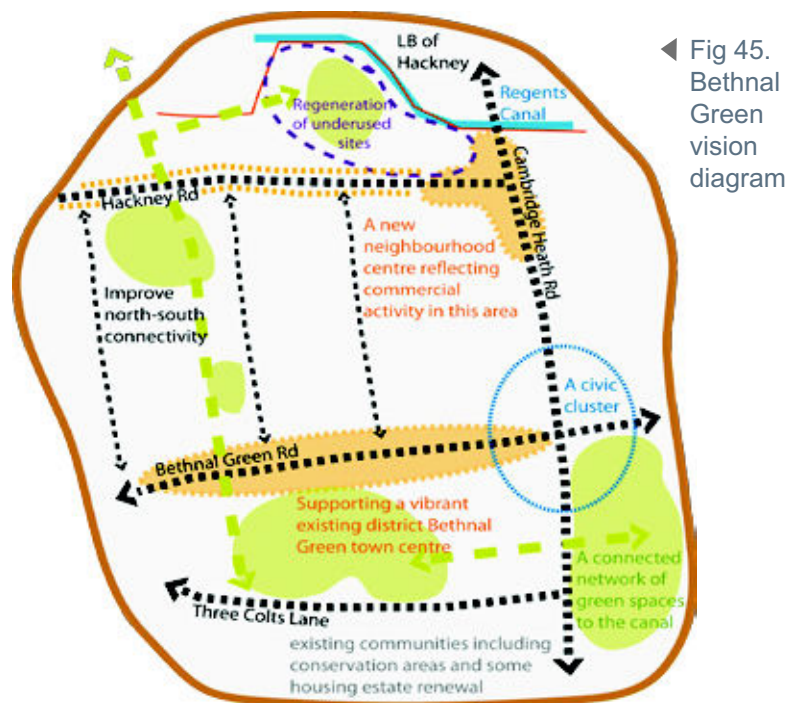 LB of
Hackney
Fig 45.
Bethnal
Green
vision
diagram
Regents
Canal
Regeneration
of underused
sites
Cambridge Heath Rd
Hackney Rd
A new
neighbourhood
centre reflecting
commercial
activity in this area
Improve
north-south
connectivity
A civic
cluster
Bethnal Green Rd
Supporting a vibrant
existing district Bethnal
Green town centre
A connected
network of
green spaces
to the canal
Three Colts Lane
existing communities including
conservation areas and some
housing estate renewal